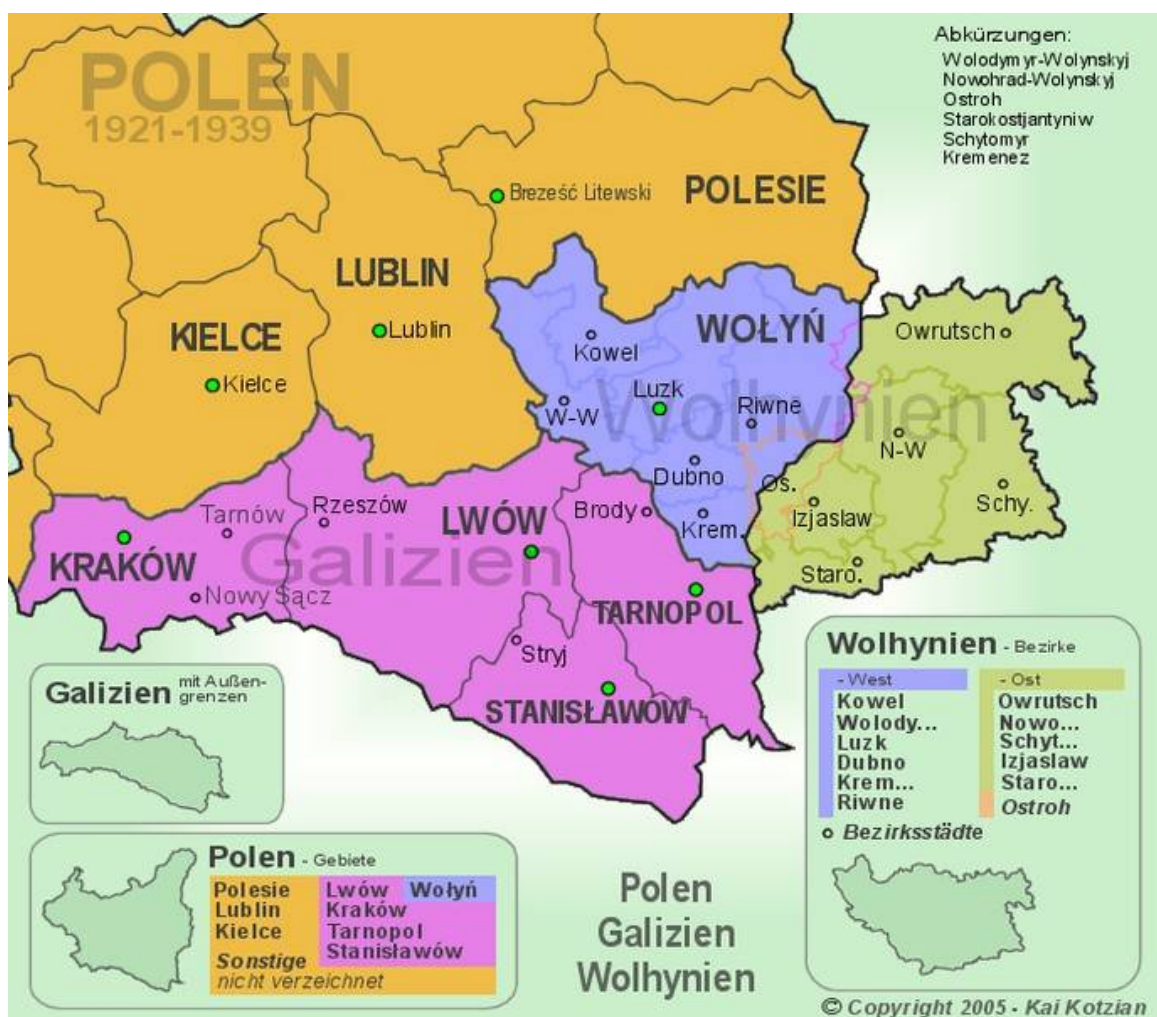 POLEN
1921-1939
Abkürzungen:
Wolodymyr-Wolynskyj
Nowohrad-Wolynskyj
Ostroh
Starokostjantyniw
Schytomyr
Kremenez
Breześć Litewski
POLESIE
LUBLIN
Lublin
KIELCE
Kielce
WOŁYŃ
Kowel
Luzk
Wolhynien
W-W
Riwne
Dubno
Krem.
Owrutsch
N-W
Os.
Izjaslaw
Schy.
Staro.
Tarnów
Rzeszów
LWÓW
Brody
KRAKÓW
Galizien
Nowy Sącz
TARNOPOL
Stryj
STANISŁAWÓW
Galizien mit Außen-
grenzen
Polen - Gebiete
Polesie Lwów Wołyń
Lublin Kraków
Kielce Tarnopol
Sonstige Stanisławów
nicht verzeichnet
Polen
Galizien
Wolhynien
Wolhynien - Bezirke
- West - Ost
Kowel Owrutsch
Wolody... Nowo...
Luzk Schyt...
Dubno Izjaslaw
Krem... Staro...
Riwne Ostroh
Bezirksstädte
© Copyright 2005 - Kai Kotzian